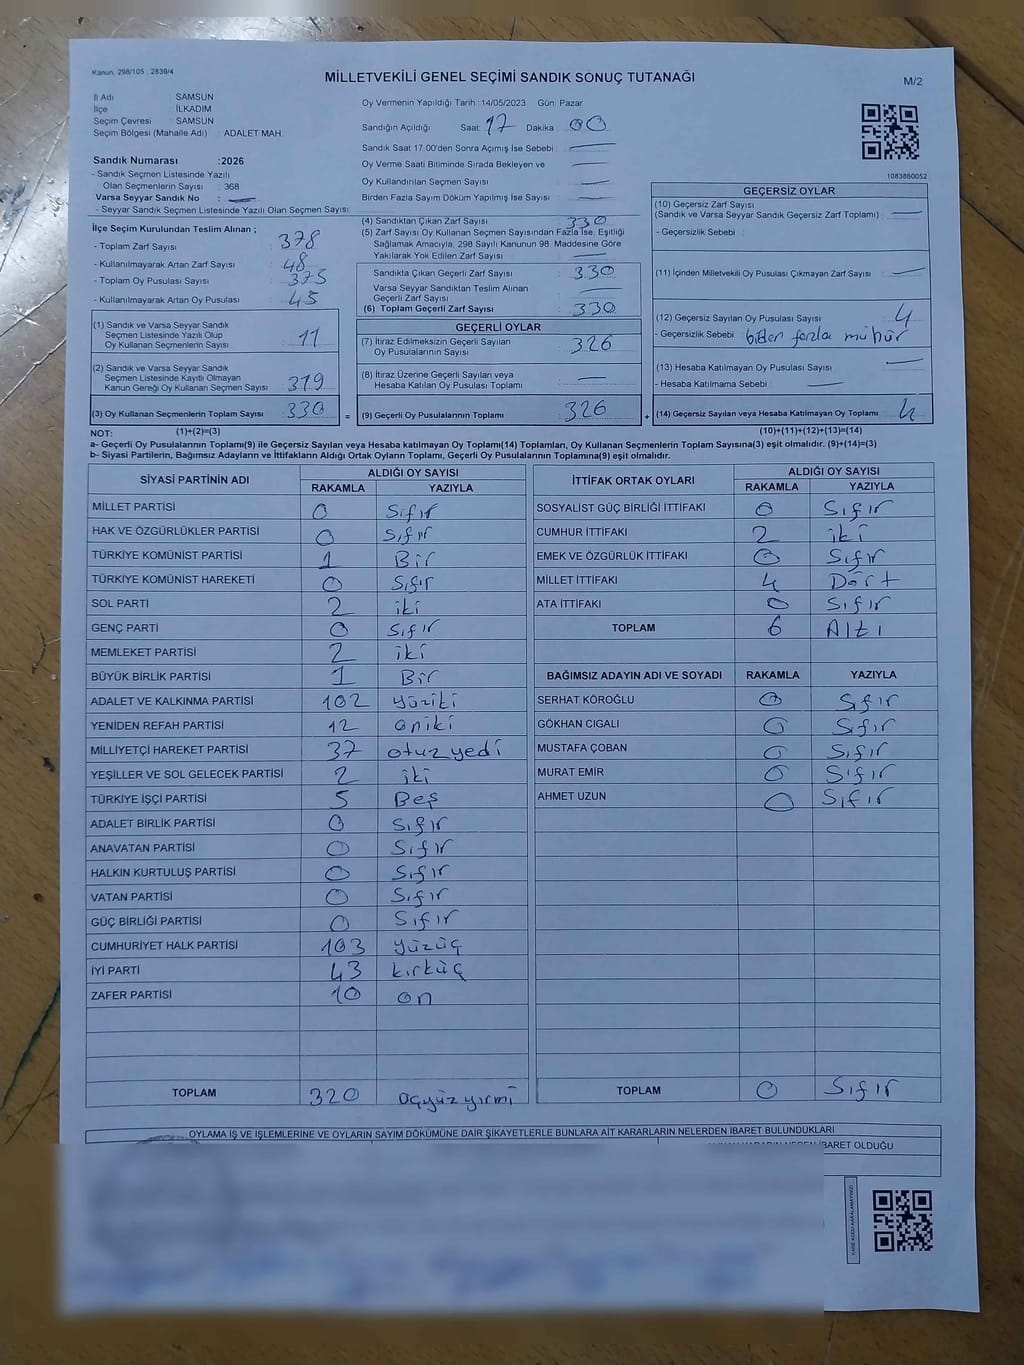 Kanun: 298/105 ; 2839/4
MİLLETVEKİLİ GENEL SEÇİMİ SANDIK SONUÇ TUTANAĞI
M/2
İl Adı : SAMSUN
İlçe : İLKADIM
Seçim Çevresi : SAMSUN
Seçim Bölgesi (Mahalle Adı) : ADALET MAH.
Sandık Numarası :2026
- Sandık Seçmen Listesinde Yazılı
Olan Seçmenlerin Sayısı : 368
Varsa Seyyar Sandık No : —
- Seyyar Sandık Seçmen Listesinde Yazılı Olan Seçmen Sayısı:
Oy Vermenin Yapıldığı Tarih :14/05/2023 Gün: Pazar
Sandığın Açıldığı Saat: 17 Dakika : 00
Sandık Saat 17.00'den Sonra Açımış İse Sebebi : —
Oy Verme Saati Bitiminde Sırada Bekleyen ve : —
Oy Kullandırılan Seçmen Sayısı : —
Birden Fazla Sayım Döküm Yapılmış İse Sayısı : —
1083860052
İlçe Seçim Kurulundan Teslim Alınan ;
- Toplam Zarf Sayısı : 378
- Kullanılmayarak Artan Zarf Sayısı : 48
- Toplam Oy Pusulası Sayısı : 375
- Kullanılmayarak Artan Oy Pusulası : 45
(1) Sandık ve Varsa Seyyar Sandık
Seçmen Listesinde Yazılı Olup
Oy Kullanan Seçmenlerin Sayısı : 11
(2) Sandık ve Varsa Seyyar Sandık
Seçmen Listesinde Kayıtlı Olmayan
Kanun Gereği Oy Kullanan Seçmen Sayısı : 319
(3) Oy Kullanan Seçmenlerin Toplam Sayısı : 330
(4) Sandıktan Çıkan Zarf Sayısı : 330
(5) Zarf Sayısı Oy Kullanan Seçmen Sayısından Fazla İse, Eşitliği
Sağlamak Amacıyla, 298 Sayılı Kanunun 98. Maddesine Göre
Yakılarak Yok Edilen Zarf Sayısı : —
Sandıkta Çıkan Geçerli Zarf Sayısı : 330
Varsa Seyyar Sandıktan Teslim Alınan
Geçerli Zarf Sayısı : —
(6) Toplam Geçerli Zarf Sayısı : 330
GEÇERLİ OYLAR
(7) İtiraz Edilmeksizin Geçerli Sayılan
Oy Pusulalarının Sayısı : 326
(8) İtiraz Üzerine Geçerli Sayılan veya
Hesaba Katılan Oy Pusulası Toplamı : —
= (9) Geçerli Oy Pusulalarının Toplamı : 326
GEÇERSİZ OYLAR
(10) Geçersiz Zarf Sayısı
(Sandık ve Varsa Seyyar Sandık Geçersiz Zarf Toplamı) : —
- Geçersizlik Sebebi :
(11) İçinden Milletvekili Oy Pusulası Çıkmayan Zarf Sayısı : —
(12) Geçersiz Sayılan Oy Pusulası Sayısı : 4
- Geçersizlik Sebebi : birden fazla mühür
(13) Hesaba Katılmayan Oy Pusulası Sayısı : —
- Hesaba Katılmama Sebebi : —
+ (14) Geçersiz Sayılan veya Hesaba Katılmayan Oy Toplamı : 4
NOT: (1)+(2)=(3) (10)+(11)+(12)+(13)=(14)
a- Geçerli Oy Pusulalarının Toplamı(9) ile Geçersiz Sayılan veya Hesaba katılmayan Oy Toplamı(14) Toplamları, Oy Kullanan Seçmenlerin Toplam Sayısına(3) eşit olmalıdır. (9)+(14)=(3)
b- Siyasi Partilerin, Bağımsız Adayların ve İttifakların Aldığı Ortak Oyların Toplamı, Geçerli Oy Pusulalarının Toplamına(9) eşit olmalıdır.
SİYASİ PARTİNİN ADI ALDIĞI OY SAYISI
RAKAMLA YAZIYLA
MİLLET PARTİSİ 0 Sıfır
HAK VE ÖZGÜRLÜKLER PARTİSİ 0 Sıfır
TÜRKİYE KOMÜNİST PARTİSİ 1 Bir
TÜRKİYE KOMÜNİST HAREKETİ 0 Sıfır
SOL PARTİ 2 iki
GENÇ PARTİ 0 Sıfır
MEMLEKET PARTİSİ 2 iki
BÜYÜK BİRLİK PARTİSİ 1 Bir
ADALET VE KALKINMA PARTİSİ 102 yüziki
YENİDEN REFAH PARTİSİ 12 oniki
MİLLİYETÇİ HAREKET PARTİSİ 37 otuzyedi
YEŞİLLER VE SOL GELECEK PARTİSİ 2 iki
TÜRKİYE İŞÇİ PARTİSİ 5 Beş
ADALET BİRLİK PARTİSİ 0 Sıfır
ANAVATAN PARTİSİ 0 Sıfır
HALKIN KURTULUŞ PARTİSİ 0 Sıfır
VATAN PARTİSİ 0 Sıfır
GÜÇ BİRLİĞİ PARTİSİ 0 Sıfır
CUMHURİYET HALK PARTİSİ 103 yüzüç
İYİ PARTİ 43 kırküç
ZAFER PARTİSİ 10 on
TOPLAM 320 üçyüzyirmi
İTTİFAK ORTAK OYLARI ALDIĞI OY SAYISI
RAKAMLA YAZIYLA
SOSYALİST GÜÇ BİRLİĞİ İTTİFAKI 0 Sıfır
CUMHUR İTTİFAKI 2 iki
EMEK VE ÖZGÜRLÜK İTTİFAKI 0 Sıfır
MİLLET İTTİFAKI 4 Dört
ATA İTTİFAKI 0 Sıfır
TOPLAM 6 Altı
BAĞIMSIZ ADAYIN ADI VE SOYADI RAKAMLA YAZIYLA
SERHAT KÖROĞLU 0 Sıfır
GÖKHAN CIGALI 0 Sıfır
MUSTAFA ÇOBAN 0 Sıfır
MURAT EMİR 0 Sıfır
AHMET UZUN 0 Sıfır
TOPLAM 0 Sıfır
OYLAMA İŞ VE İŞLEMLERİNE VE OYLARIN SAYIM DÖKÜMÜNE DAİR ŞİKAYETLERLE BUNLARA AİT KARARLARIN NELERDEN İBARET BULUNDUKLARI
KARARIN NEDEN İBARET OLDUĞU
KARE KODU KARALAMAYINIZ!